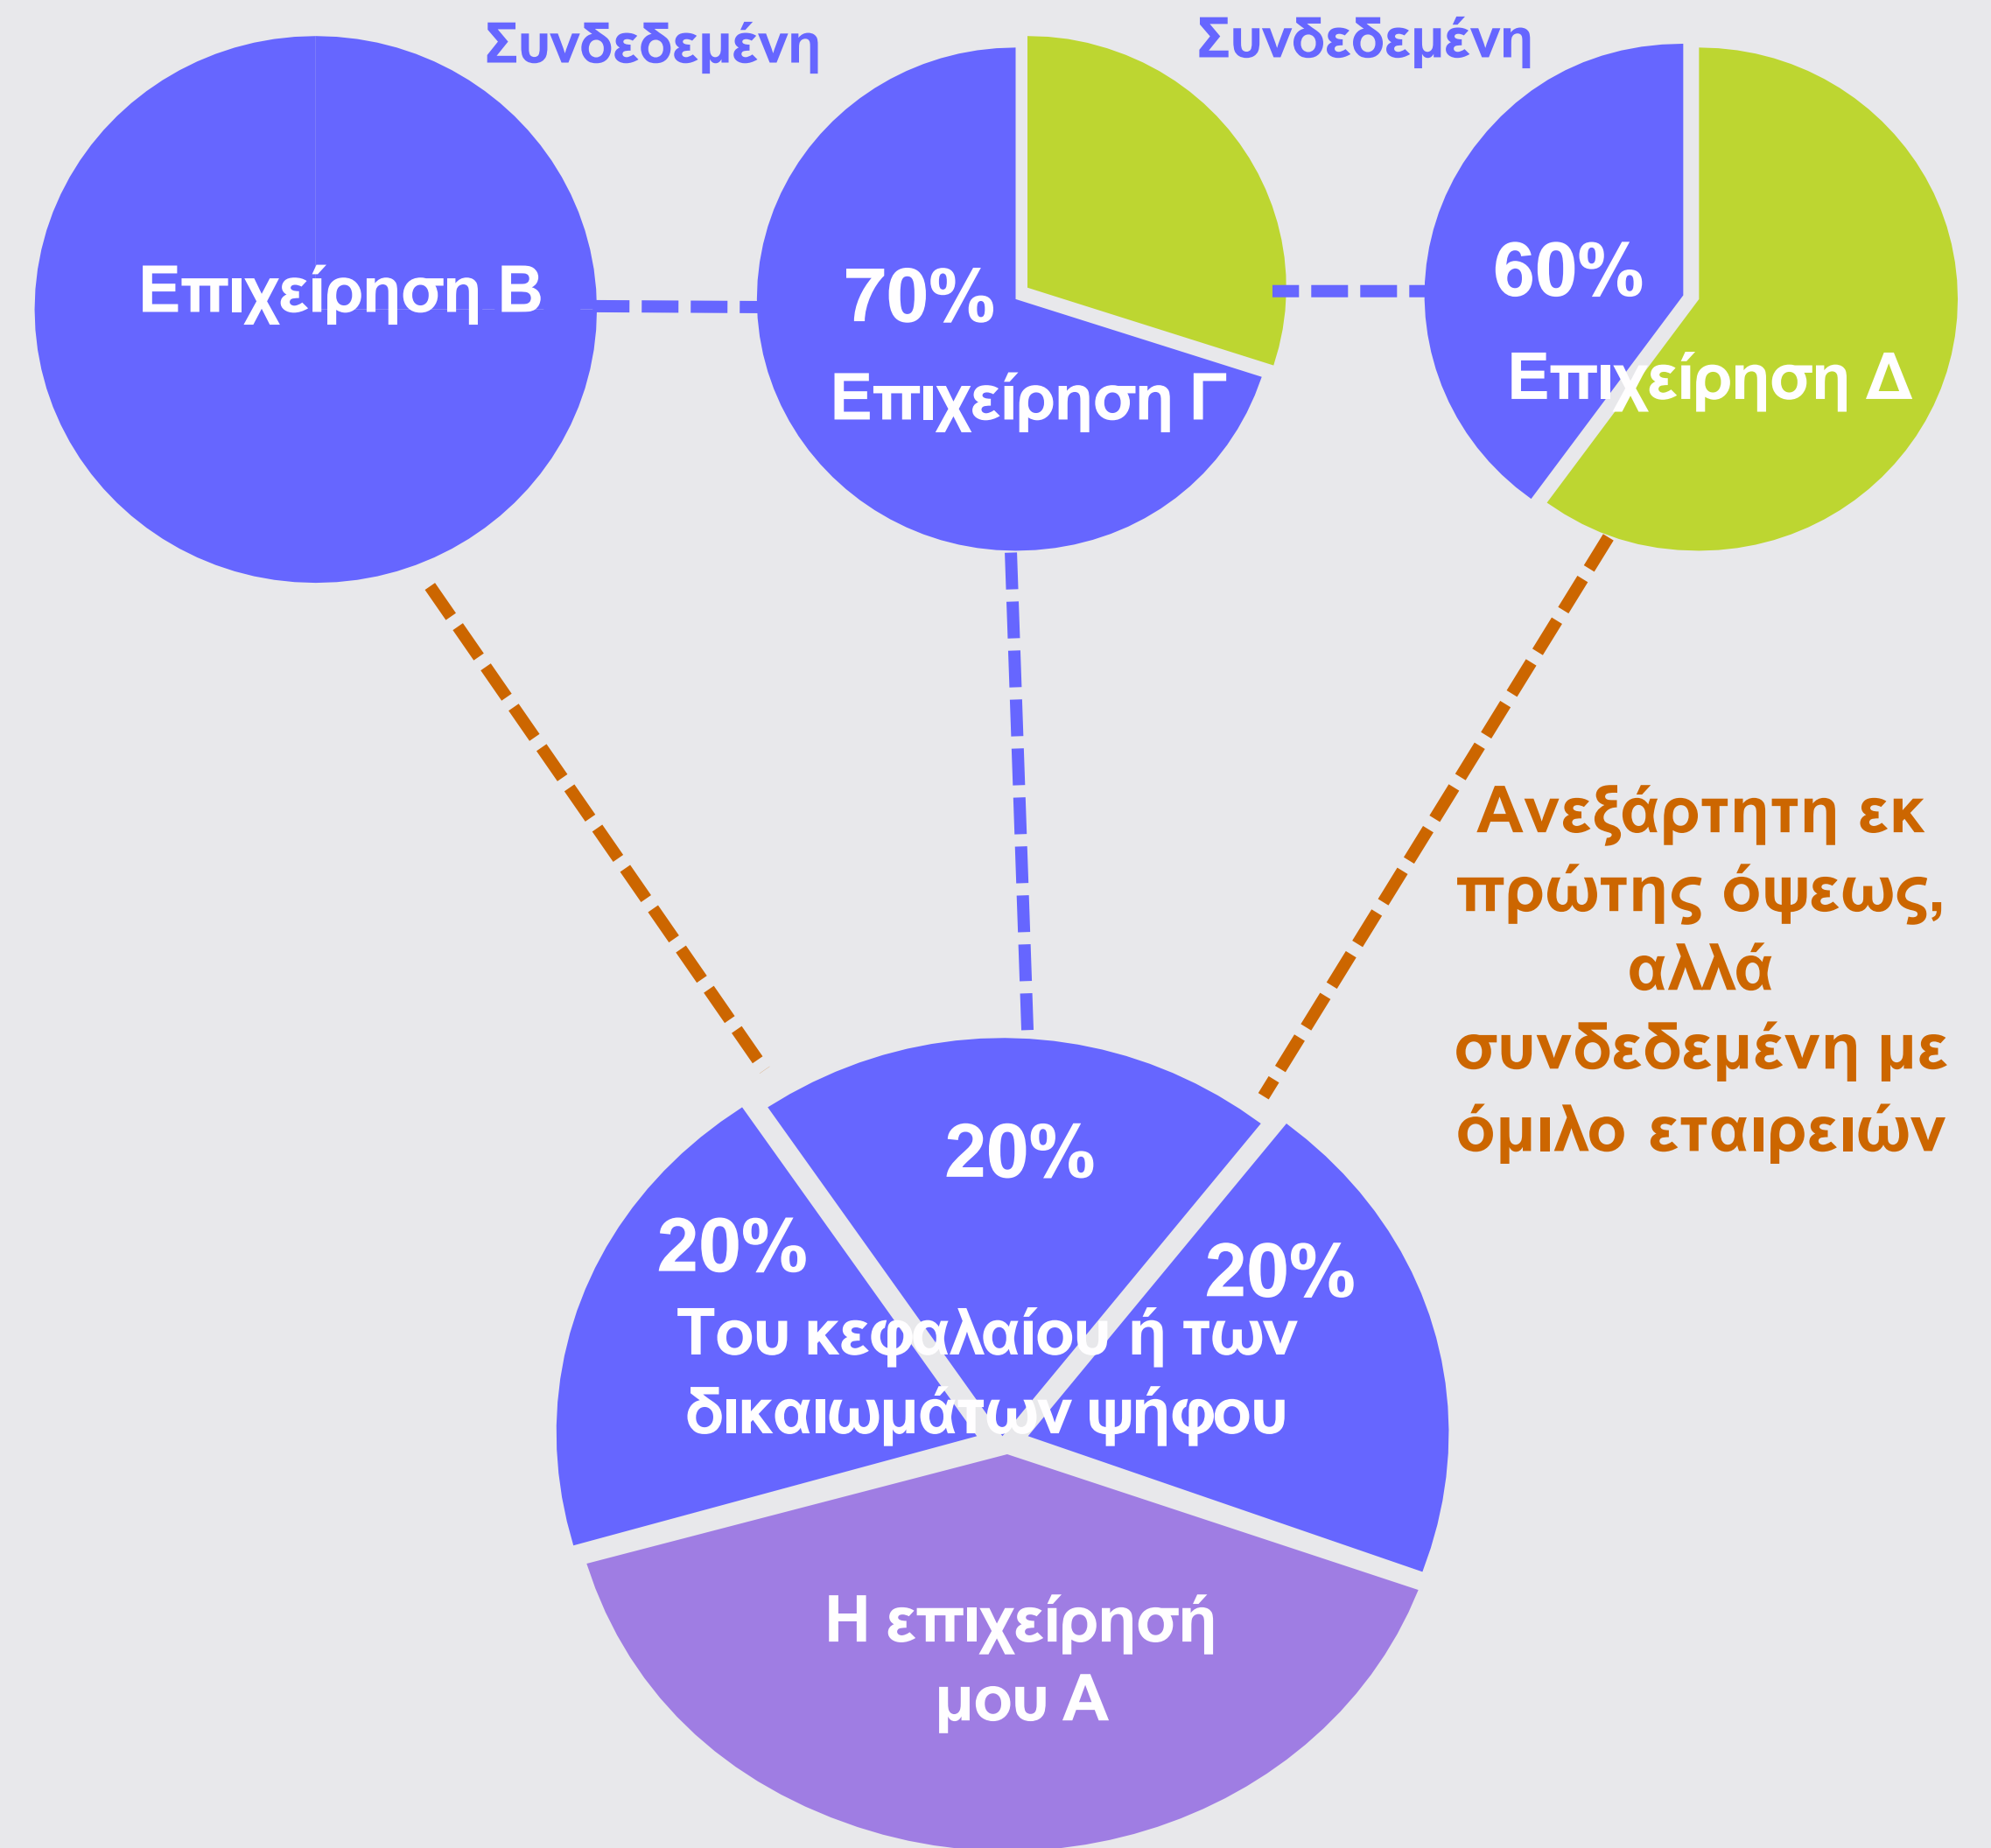 Συνδεδεμένη
Συνδεδεμένη
Επιχείρηση Β
70%
Επιχείρηση Γ
60%
Επιχείρηση Δ
Ανεξάρτητη εκ
πρώτης όψεως,
αλλά
συνδεδεμένη με
όμιλο εταιρειών
20%
20%
20%
Του κεφαλαίου ή των
δικαιωμάτων ψήφου
Η επιχείρησή
μου Α